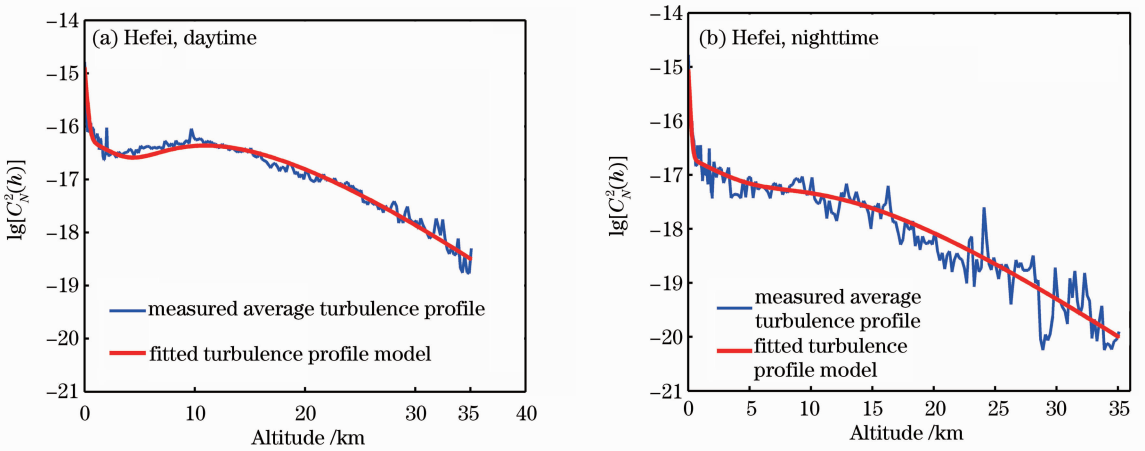 (a) Hefei, daytime
lg[C_N^2(h)]
−14
−15
−16
−17
−18
−19
−20
−21
measured average turbulence profile
fitted turbulence profile model
0 10 20 30 35 40
Altitude /km
(b) Hefei, nighttime
lg[C_N^2(h)]
−14
−15
−16
−17
−18
−19
−20
−21
measured average
turbulence profile
fitted turbulence
profile model
0 5 10 15 20 25 30 35
Altitude /km